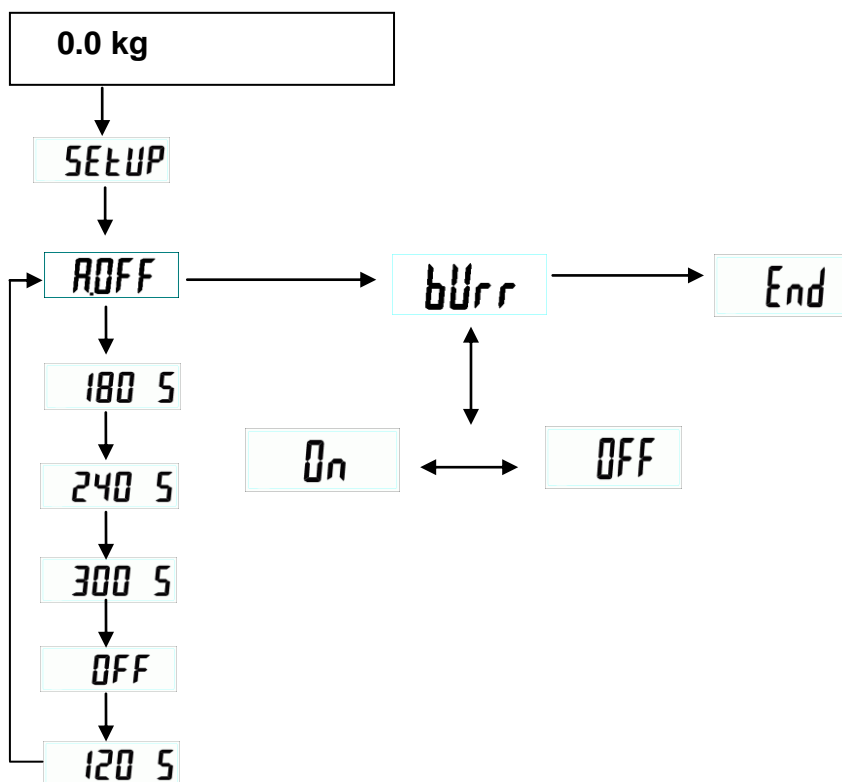 0.0 kg
SEtUP
A.OFF
bUrr
End
180 S
240 S
On
OFF
300 S
OFF
120 S